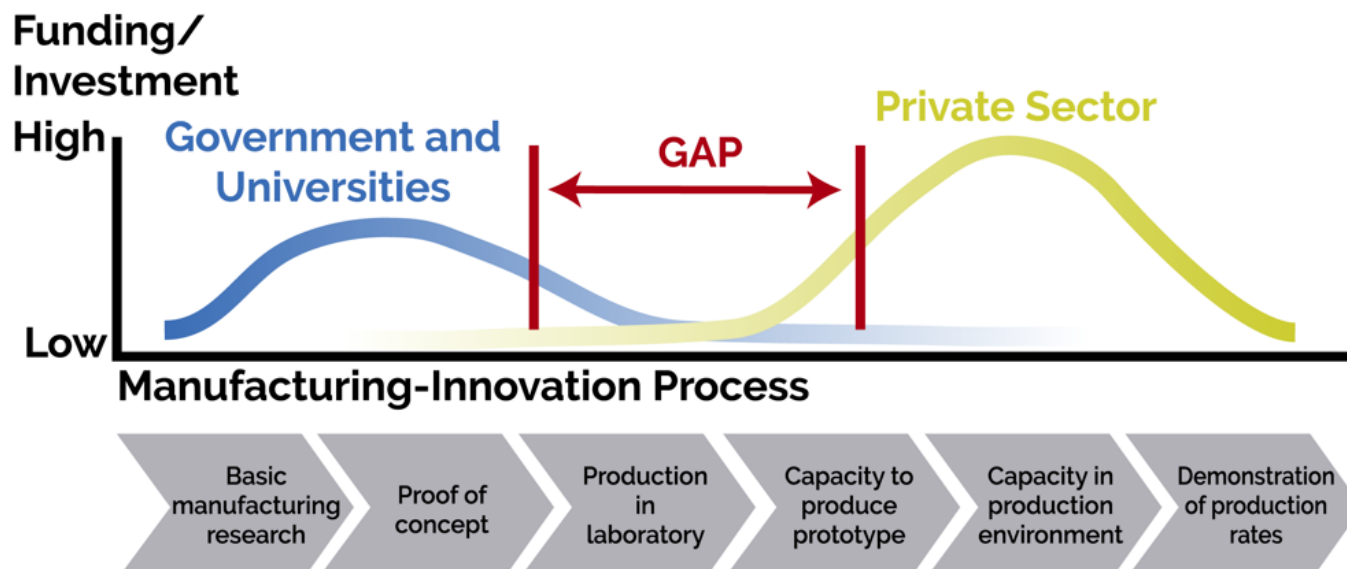 Funding/
Investment
High
Government and
Universities
GAP
Private Sector
Low
Manufacturing-Innovation Process
Basic
manufacturing
research
Proof of
concept
Production
in
laboratory
Capacity to
produce
prototype
Capacity in
production
environment
Demonstration
of production
rates